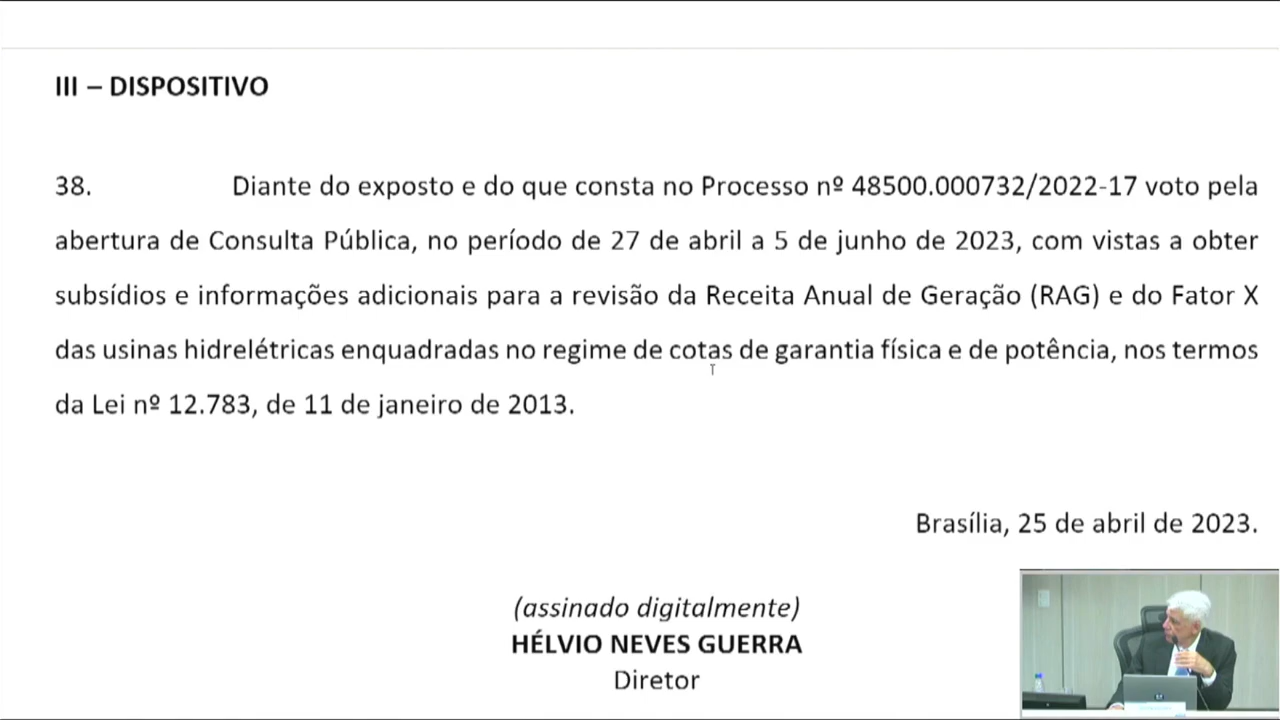 III – DISPOSITIVO
38. Diante do exposto e do que consta no Processo nº 48500.000732/2022-17 voto pela
abertura de Consulta Pública, no período de 27 de abril a 5 de junho de 2023, com vistas a obter
subsídios e informações adicionais para a revisão da Receita Anual de Geração (RAG) e do Fator X
das usinas hidrelétricas enquadradas no regime de cotas de garantia física e de potência, nos termos
da Lei nº 12.783, de 11 de janeiro de 2013.
Brasília, 25 de abril de 2023.
(assinado digitalmente)
HÉLVIO NEVES GUERRA
Diretor